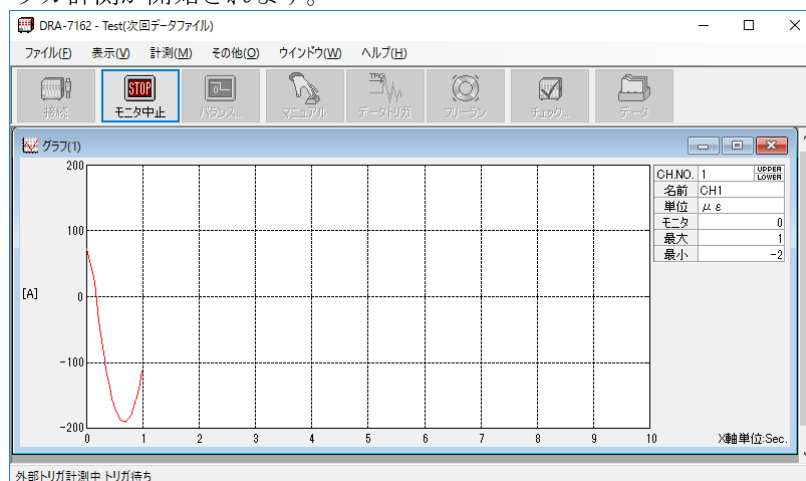 DRA-7162 - Test(次回データファイル)
ファイル(F) 表示(V) 計測(M) その他(O) ウインドウ(W) ヘルプ(H)
STOP TRG
接続 モニタ中止 バランス... マニュアル データトリガ フリーラン チェック... データ
グラフ(1)
200
100
[A] 0
-100
-200
0 1 2 3 4 5 6 7 8 9 10 X軸単位:Sec.
CH.NO. 1 UPPER LOWER
名前 CH1
単位 με
モニタ 0
最大 1
最小 -2
外部トリガ計測中 トリガ待ち